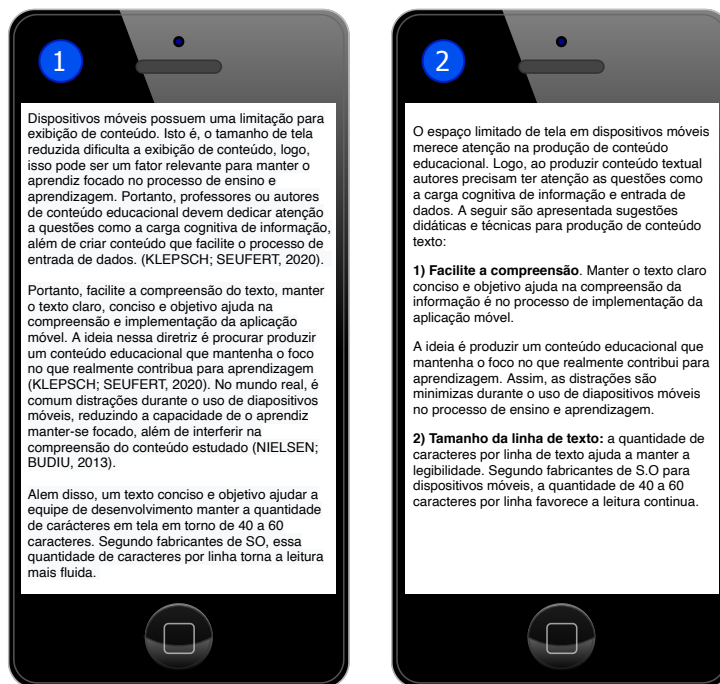 1
Dispositivos móveis possuem uma limitação para
exibição de conteúdo. Isto é, o tamanho de tela
reduzida dificulta a exibição de conteúdo, logo,
isso pode ser um fator relevante para manter o
aprendiz focado no processo de ensino e
aprendizagem. Portanto, professores ou autores
de conteúdo educacional devem dedicar atenção
a questões como a carga cognitiva de informação,
além de criar conteúdo que facilite o processo de
entrada de dados. (KLEPSCH; SEUFERT, 2020).
Portanto, facilite a compreensão do texto, manter
o texto claro, conciso e objetivo ajuda na
compreensão e implementação da aplicação
móvel. A ideia nessa diretriz é procurar produzir
um conteúdo educacional que mantenha o foco
no que realmente contribua para aprendizagem
(KLEPSCH; SEUFERT, 2020). No mundo real, é
comum distrações durante o uso de diapositivos
móveis, reduzindo a capacidade de o aprendiz
manter-se focado, além de interferir na
compreensão do conteúdo estudado (NIELSEN;
BUDIU, 2013).
Alem disso, um texto conciso e objetivo ajudar a
equipe de desenvolvimento manter a quantidade
de carácteres em tela em torno de 40 a 60
caracteres. Segundo fabricantes de SO, essa
quantidade de caracteres por linha torna a leitura
mais fluida.
2
O espaço limitado de tela em dispositivos móveis
merece atenção na produção de conteúdo
educacional. Logo, ao produzir conteúdo textual
autores precisam ter atenção as questões como
a carga cognitiva de informação e entrada de
dados. A seguir são apresentada sugestões
didáticas e técnicas para produção de conteúdo
texto:
1) Facilite a compreensão. Manter o texto claro
conciso e objetivo ajuda na compreensão da
informação é no processo de implementação da
aplicação móvel.
A ideia é produzir um conteúdo educacional que
mantenha o foco no que realmente contribui para
aprendizagem. Assim, as distrações são
minimizas durante o uso de diapositivos móveis
no processo de ensino e aprendizagem.
2) Tamanho da linha de texto: a quantidade de
caracteres por linha de texto ajuda a manter a
legibilidade. Segundo fabricantes de S.O para
dispositivos móveis, a quantidade de 40 a 60
caracteres por linha favorece a leitura continua.